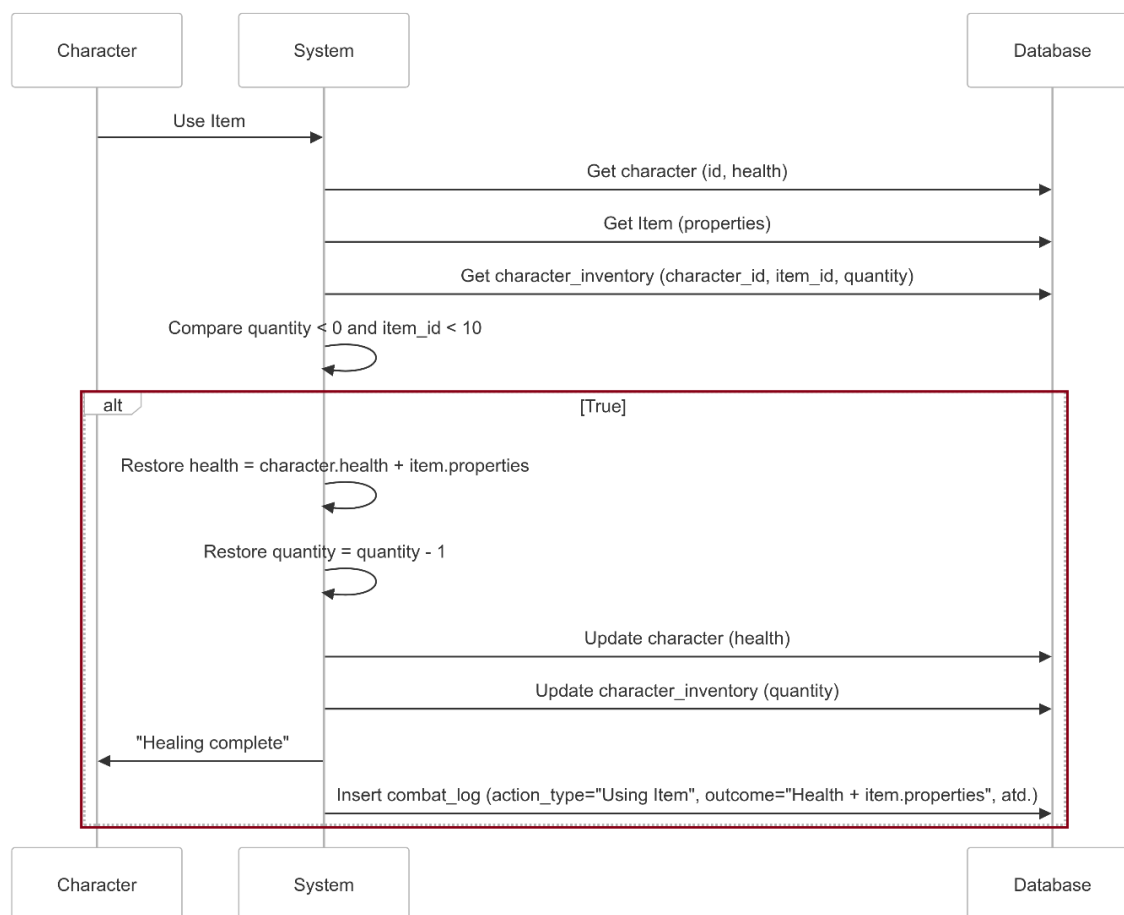 Character
System
Database
Use Item
Get character (id, health)
Get Item (properties)
Get character_inventory (character_id, item_id, quantity)
Compare quantity < 0 and item_id < 10
alt
[True]
Restore health = character.health + item.properties
Restore quantity = quantity - 1
Update character (health)
Update character_inventory (quantity)
"Healing complete"
Insert combat_log (action_type="Using Item", outcome="Health + item.properties", atd.)
Character
System
Database